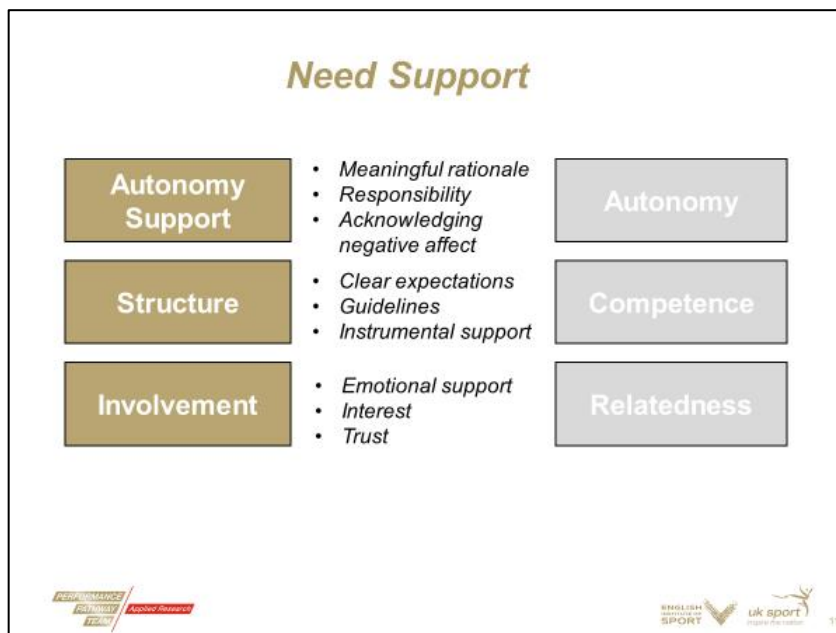 Need Support
Autonomy
Support
• Meaningful rationale
• Responsibility
• Acknowledging
negative affect
Autonomy
Structure
• Clear expectations
• Guidelines
• Instrumental support
Competence
Involvement
• Emotional support
• Interest
• Trust
Relatedness
PERFORMANCE
PATHWAY
TEAM
Applied Research
ENGLISH
INSTITUTE OF
SPORT
uk sport